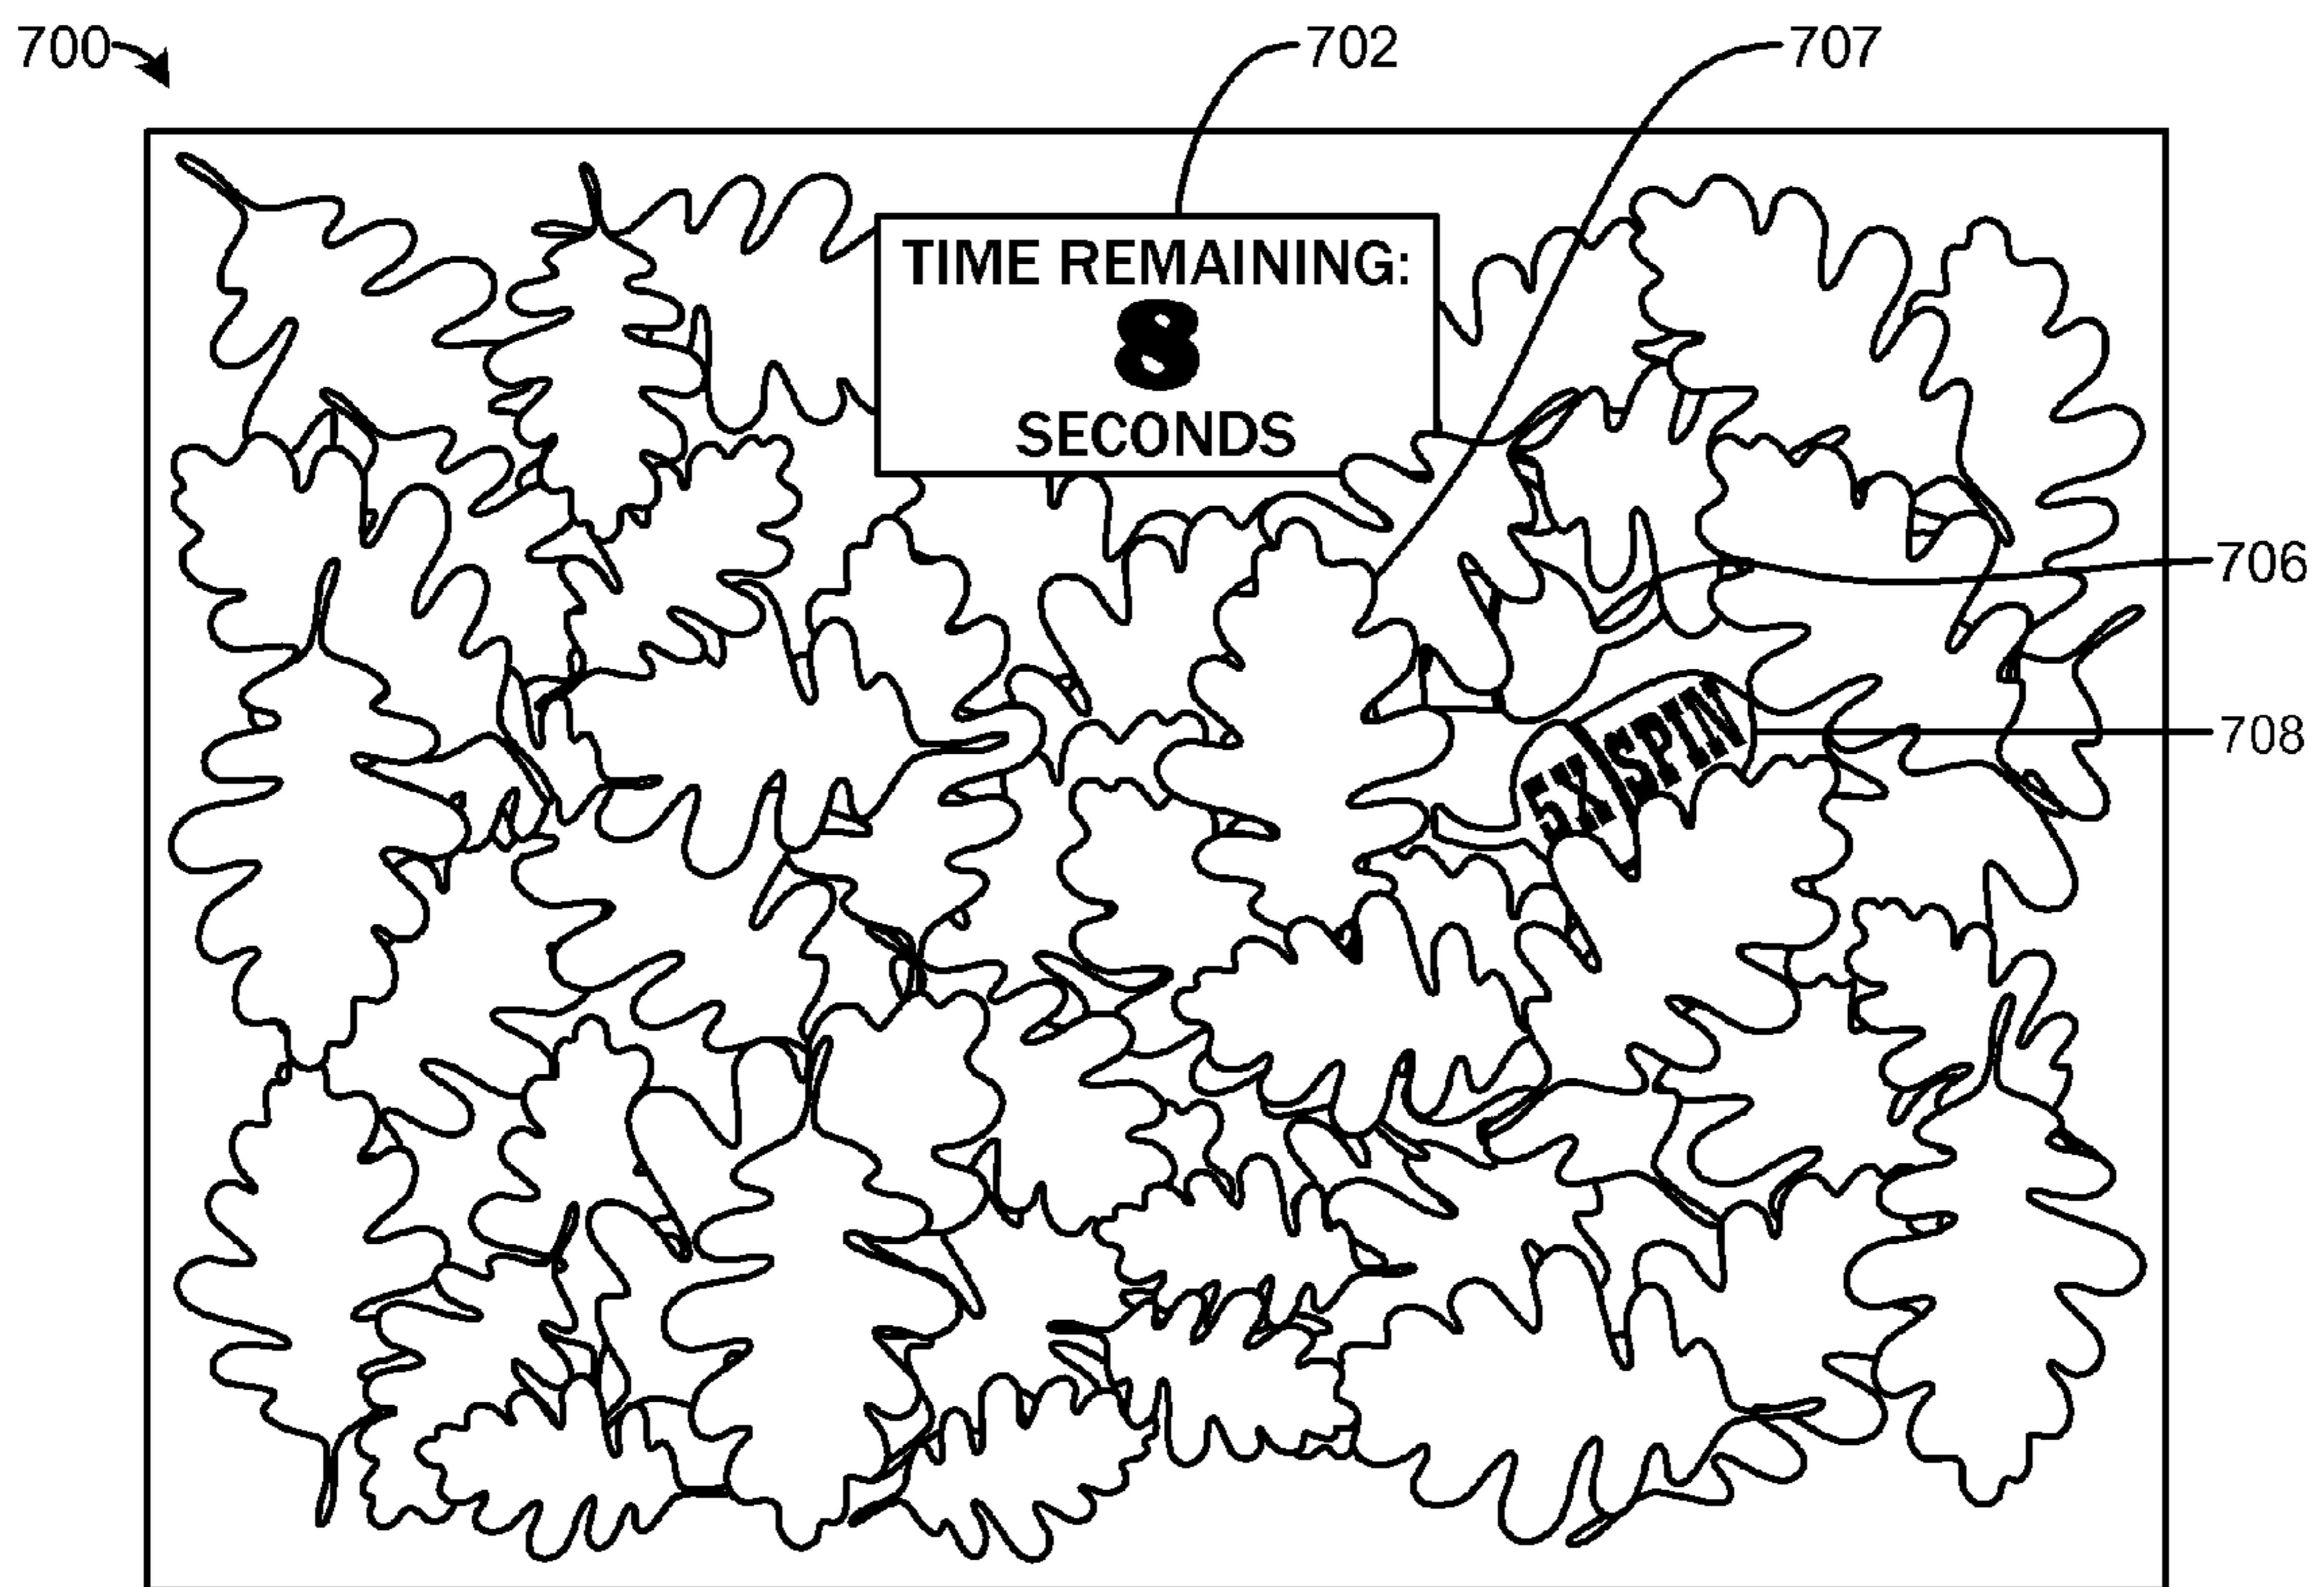 700
702
707
TIME REMAINING:
8
SECONDS
706
708
5X SPIN